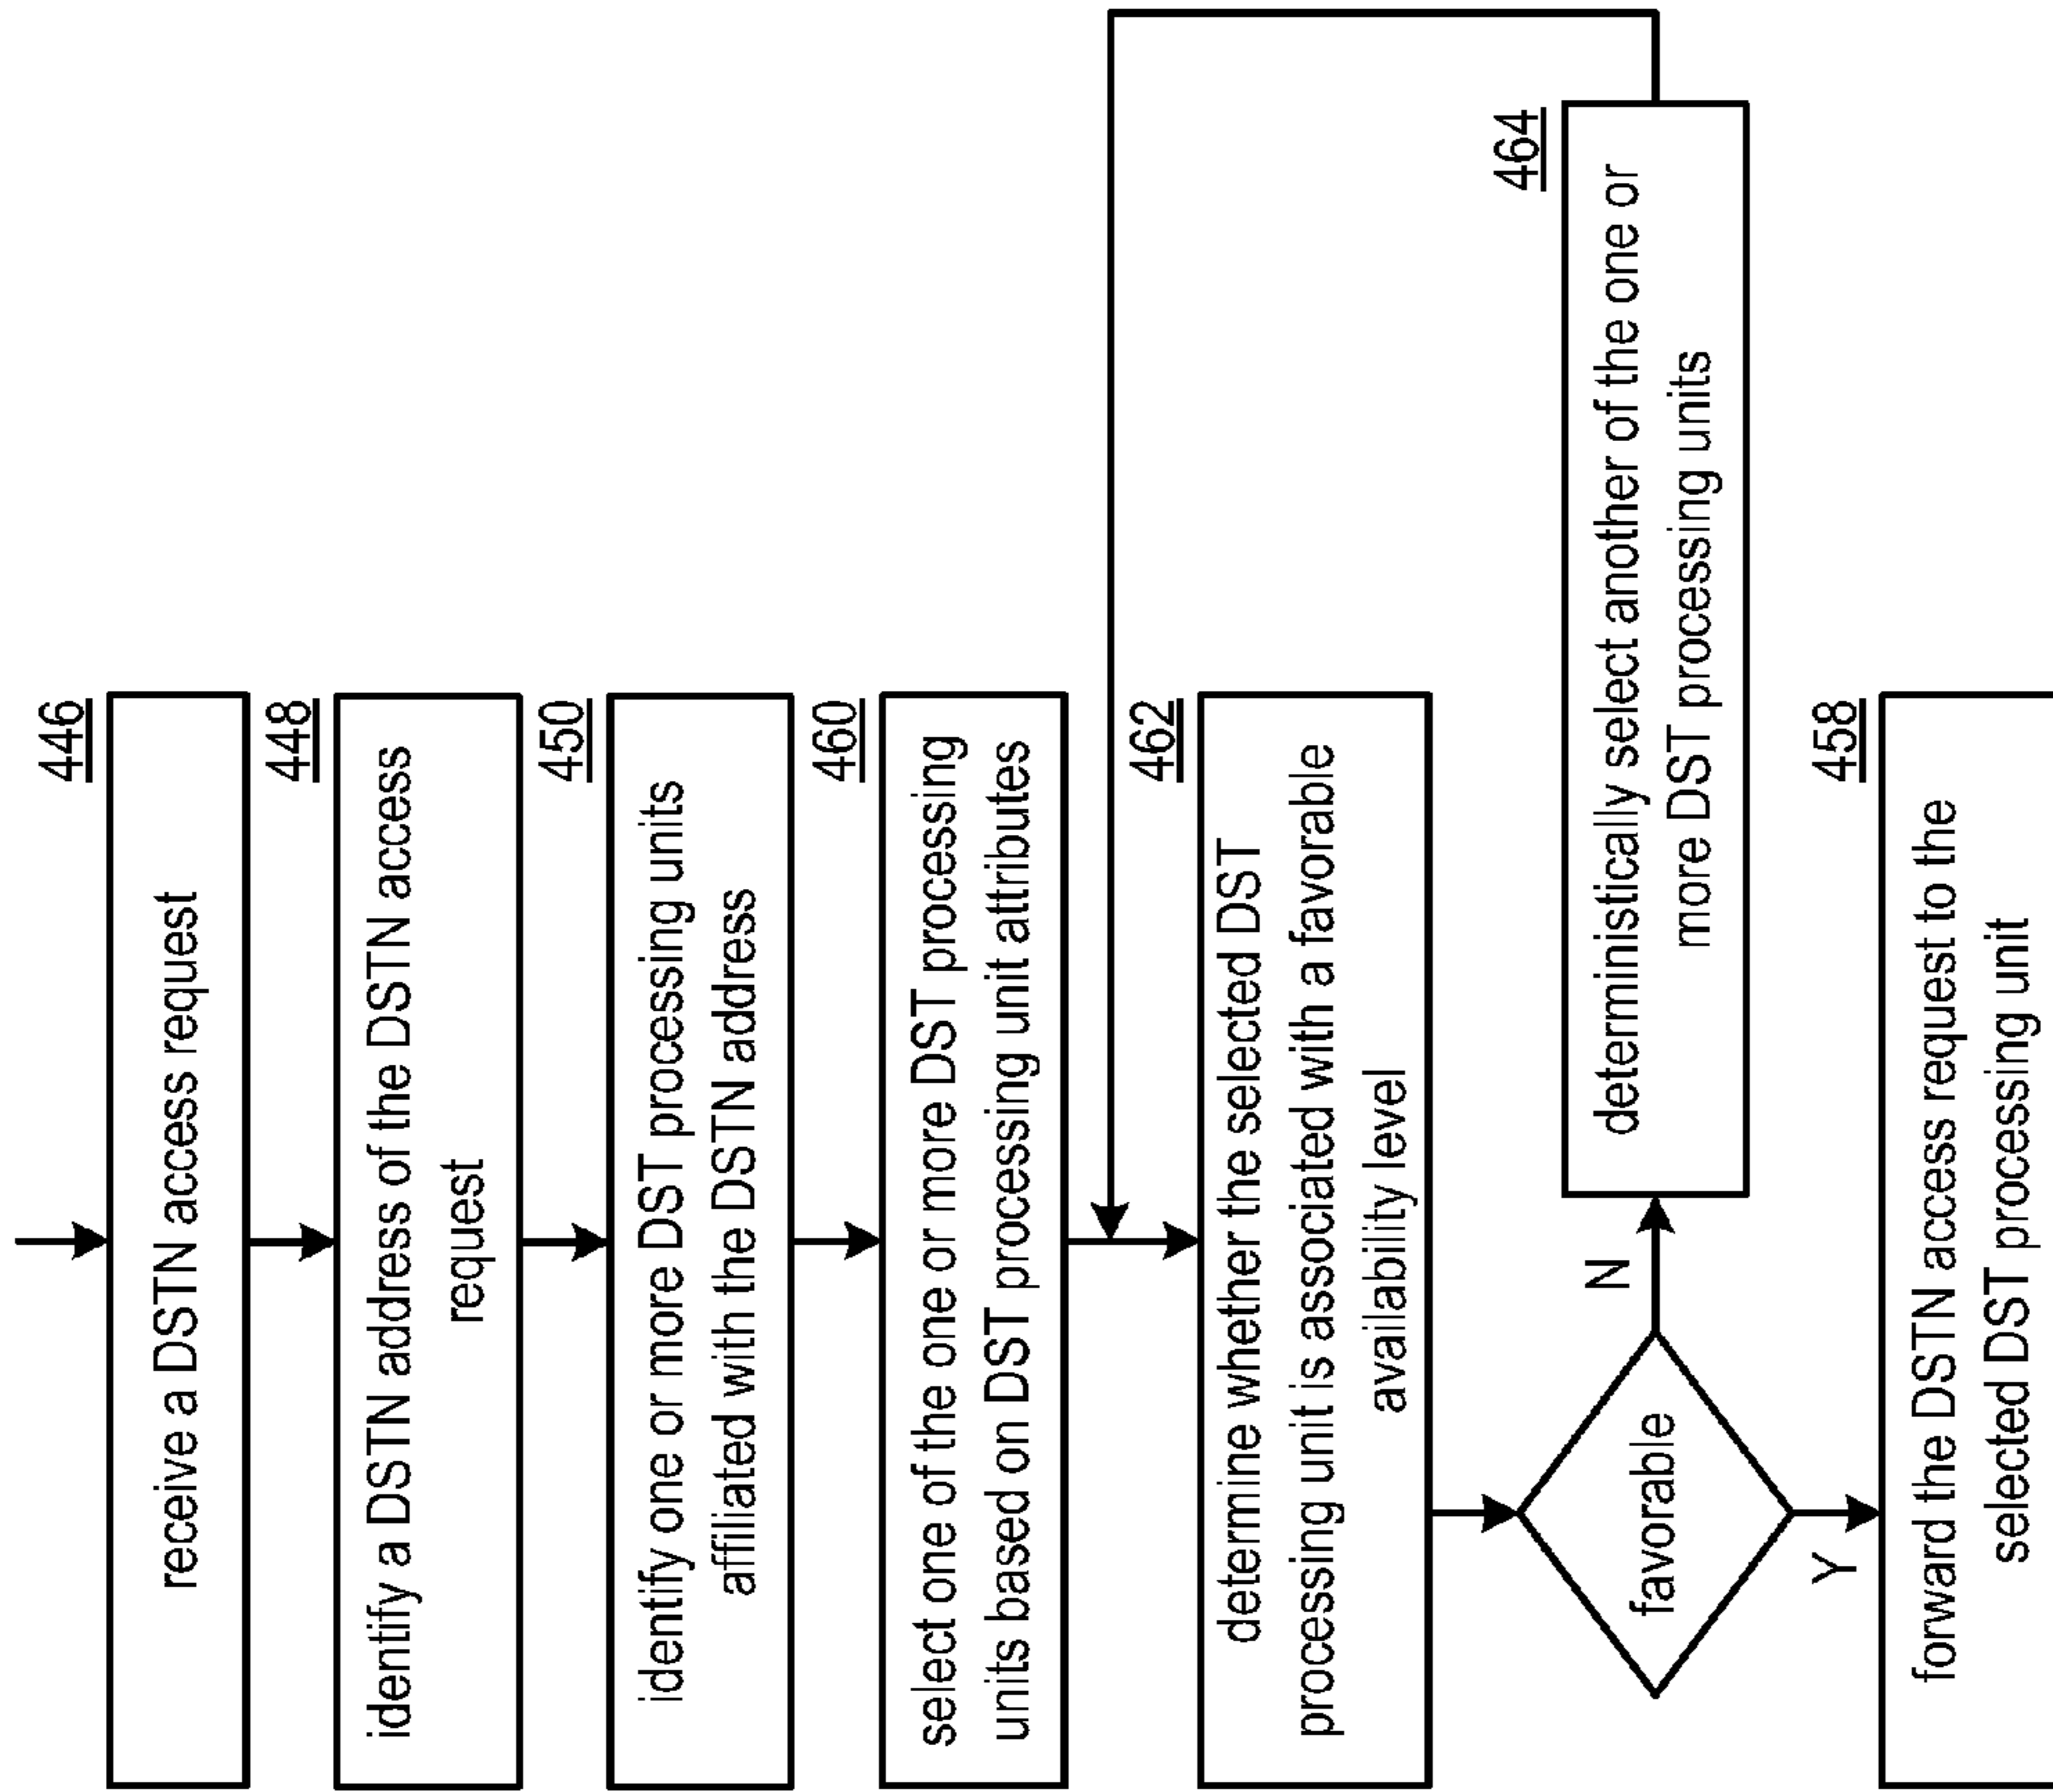 446
receive a DSTN access request
448
identify a DSTN address of the DSTN access
request
450
identify one or more DST processing units
affiliated with the DSTN address
460
select one of the one or more DST processing
units based on DST processing unit attributes
462
determine whether the selected DST
processing unit is associated with a favorable
availability level
favorable
N
464
deterministically select another of the one or
more DST processing units
Y
458
forward the DSTN access request to the
selected DST processing unit